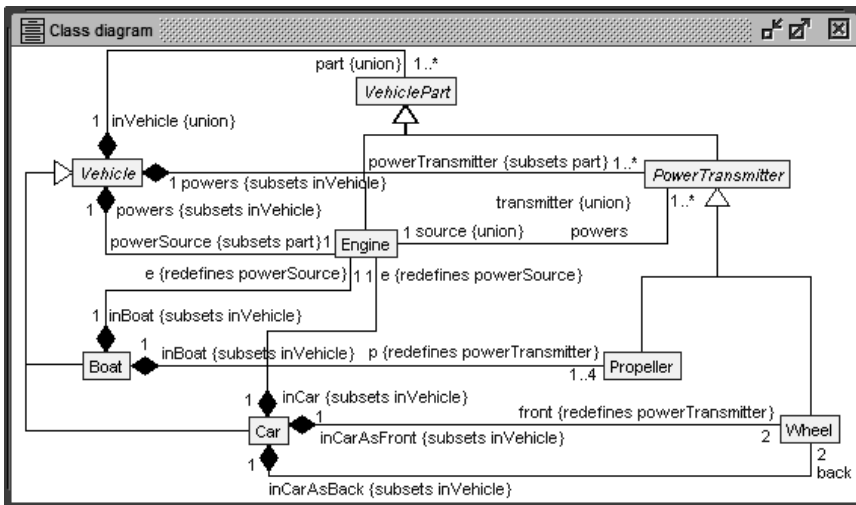 Class diagram
part {union}
1..*
VehiclePart
1
inVehicle {union}
Vehicle
powerTransmitter {subsets part}
1..*
1
powers {subsets inVehicle}
PowerTransmitter
1
powers {subsets inVehicle}
transmitter {union}
1..*
powerSource {subsets part}
1
Engine
1
source {union}
powers
e {redefines powerSource}
1
1
e {redefines powerSource}
1
inBoat {subsets inVehicle}
1
inBoat {subsets inVehicle}
p {redefines powerTransmitter}
Boat
Propeller
1..4
1
inCar {subsets inVehicle}
1
front {redefines powerTransmitter}
Car
Wheel
inCarAsFront {subsets inVehicle}
2
1
2
back
inCarAsBack {subsets inVehicle}